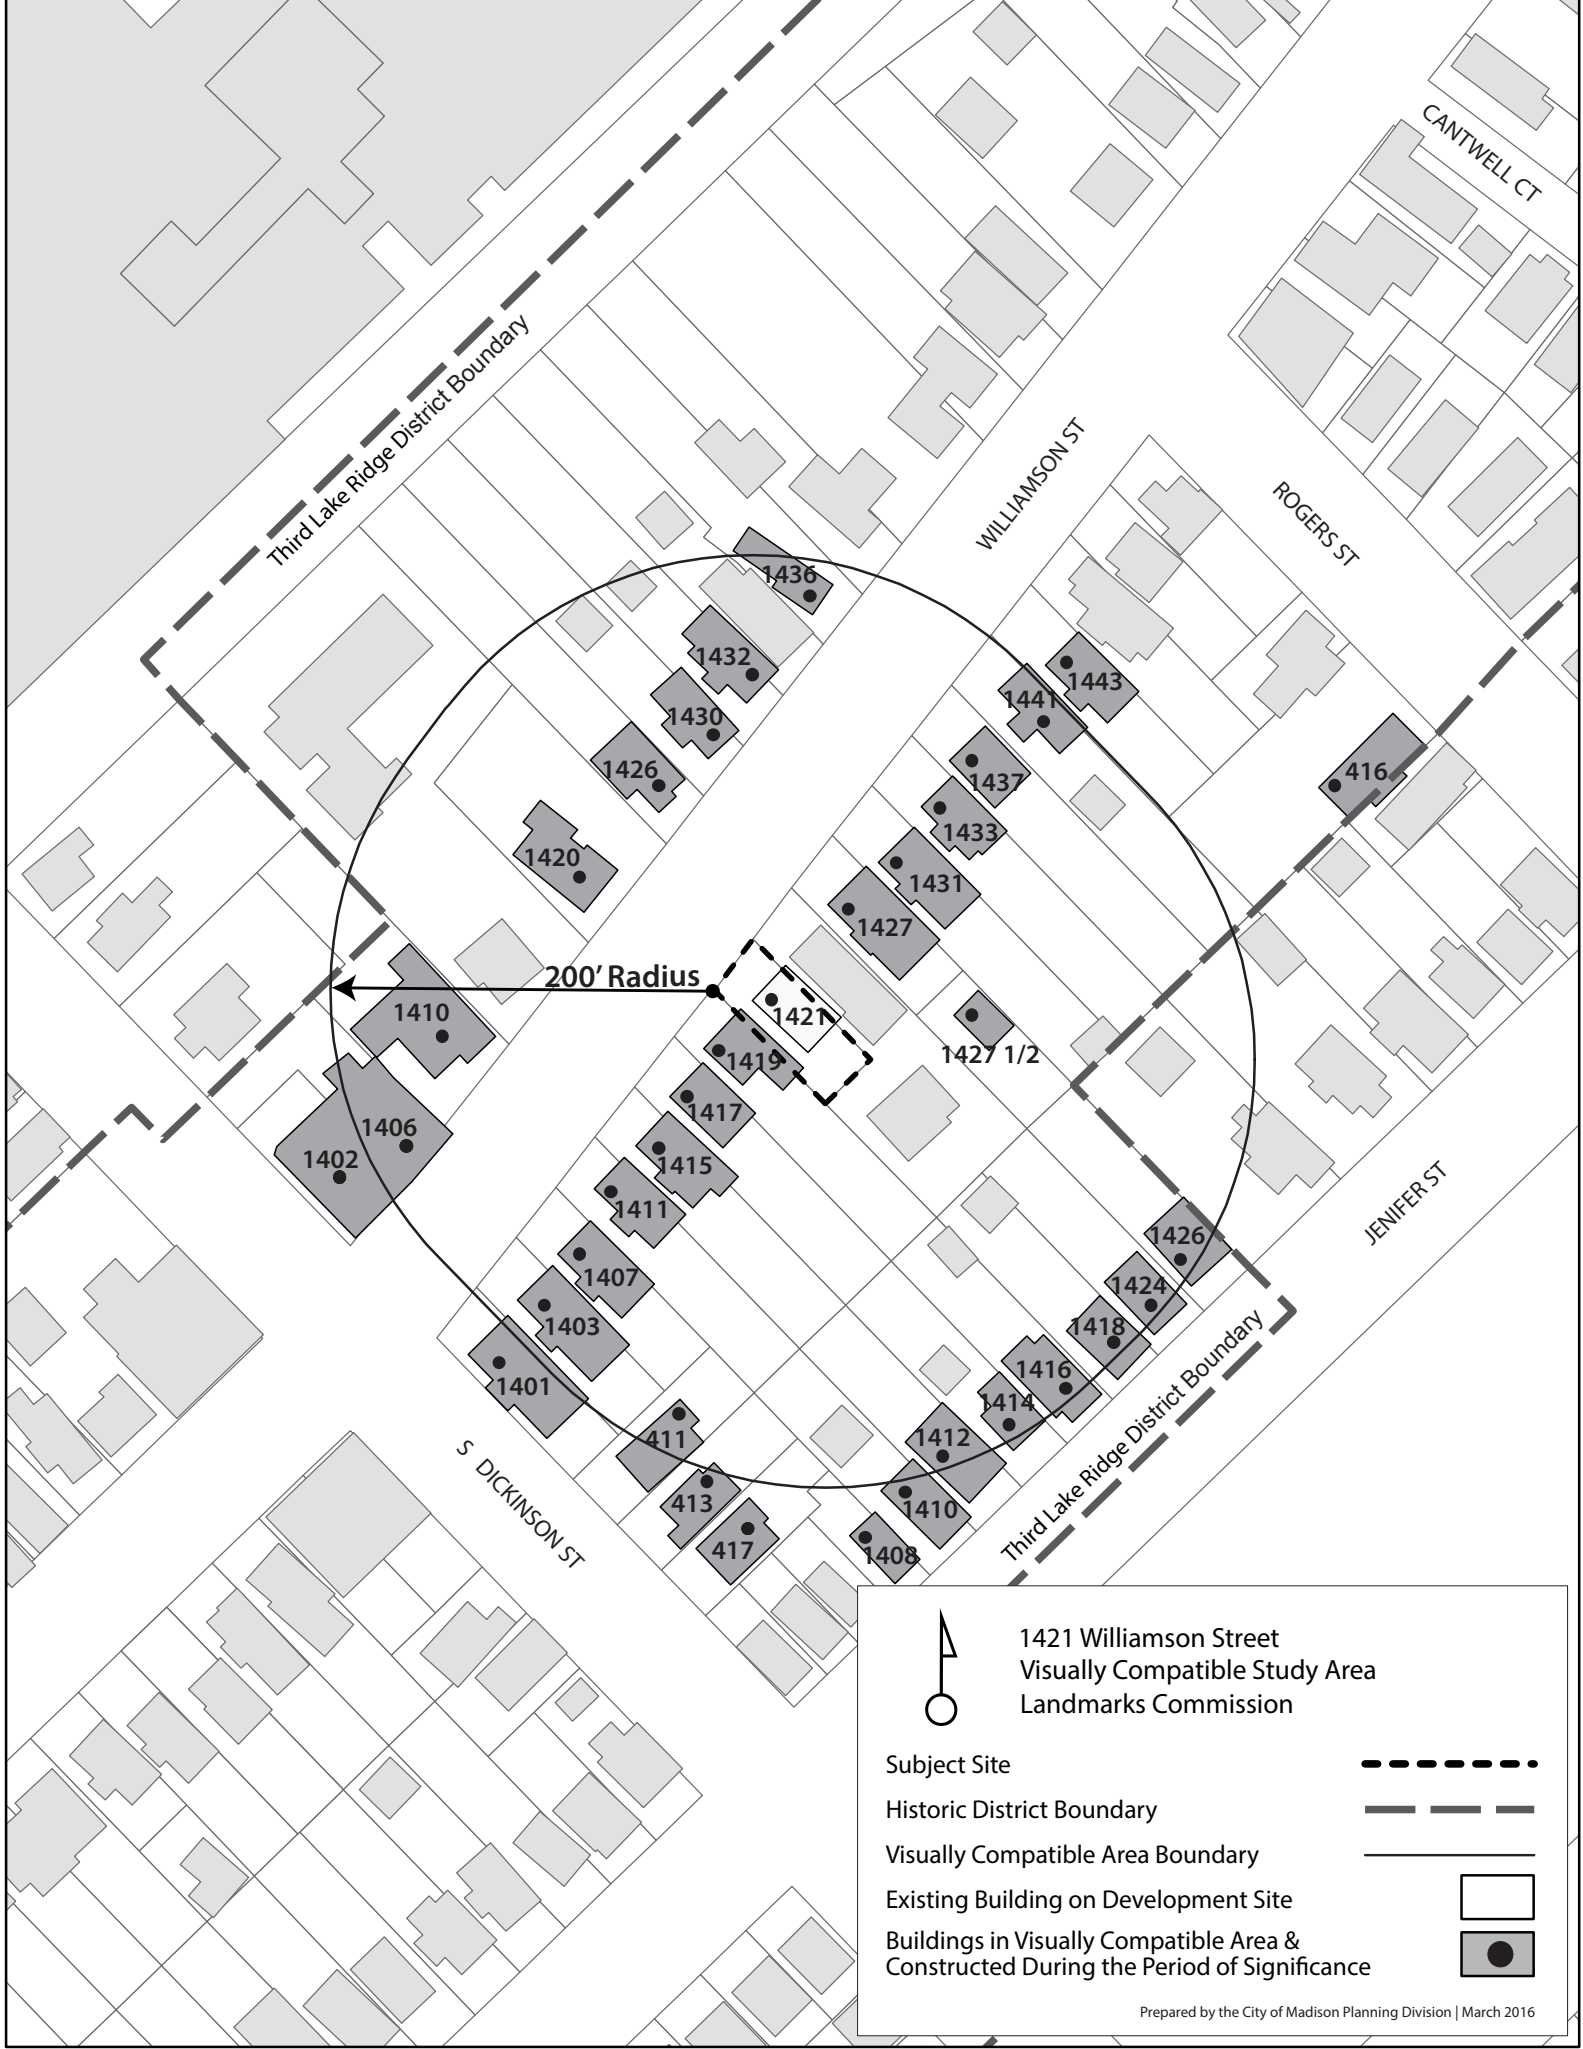 CANTWELL CT
Third Lake Ridge District Boundary
WILLIAMSON ST
ROGERS ST
1436
1432
1443
1441
1430
1426
1437
416
1433
1420
1431
1427
200' Radius
1410
1421
1427 1/2
1419
1417
1406
1402
1415
1411
JENIFER ST
1426
1407
1424
1403
1418
1416
1401
1414
Third Lake Ridge District Boundary
411
1412
S DICKINSON ST
413
1410
417
1408
1421 Williamson Street
Visually Compatible Study Area
Landmarks Commission
Subject Site
Historic District Boundary
Visually Compatible Area Boundary
Existing Building on Development Site
Buildings in Visually Compatible Area &
Constructed During the Period of Significance
Prepared by the City of Madison Planning Division | March 2016